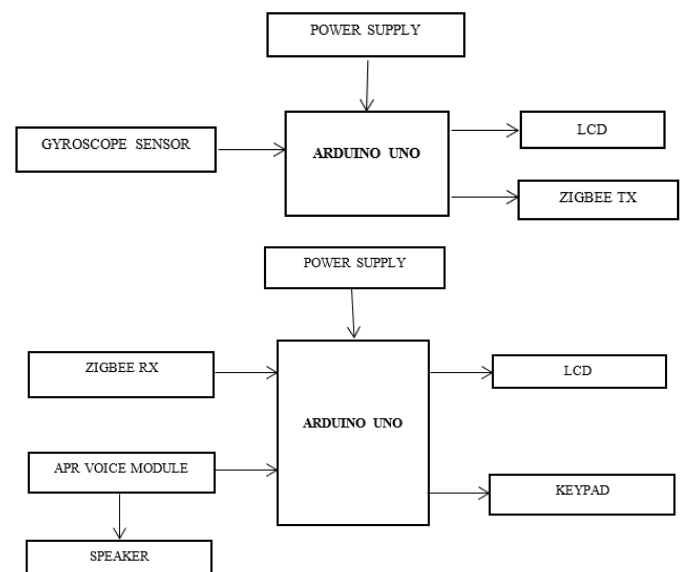 POWER SUPPLY
GYROSCOPE SENSOR
ARDUINO UNO
LCD
ZIGBEE TX
POWER SUPPLY
ZIGBEE RX
ARDUINO UNO
LCD
APR VOICE MODULE
KEYPAD
SPEAKER